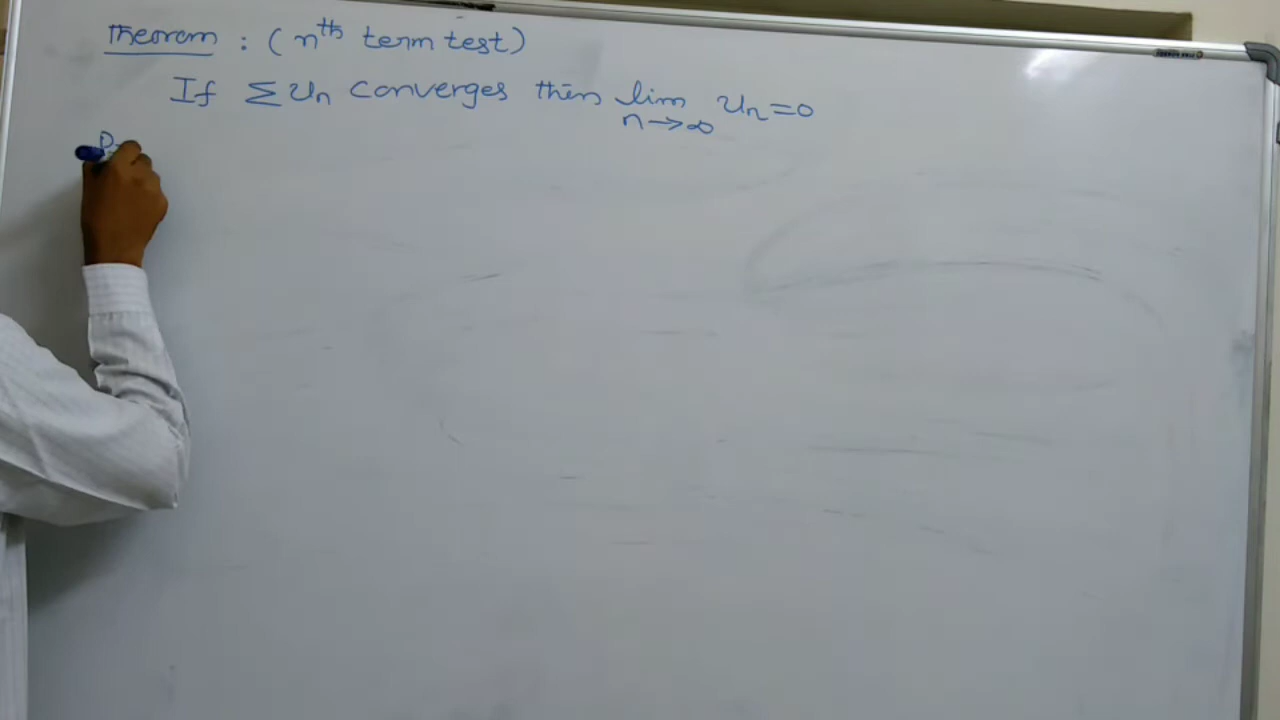 Theorem : (nth term test)
If Σ un converges then lim un = 0
n→∞
P